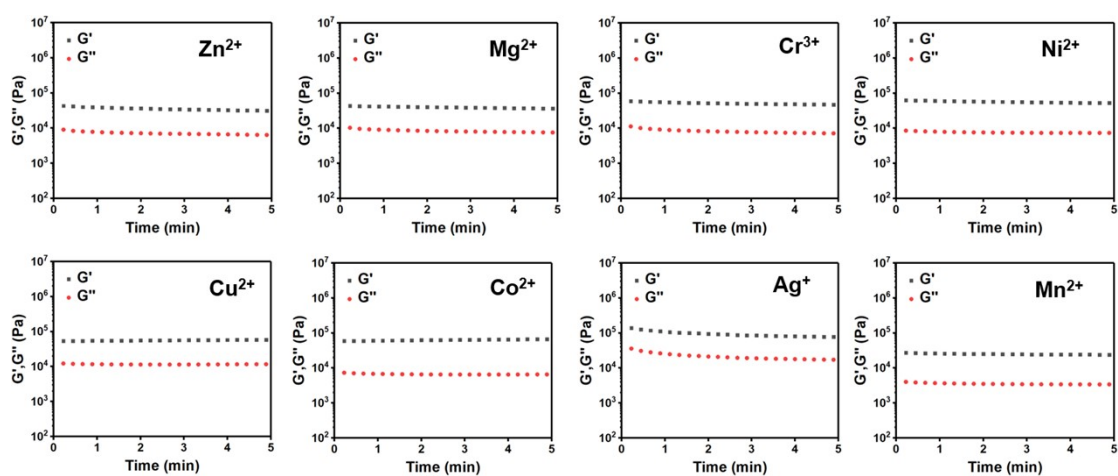 G',G'' (Pa)
10⁷
10⁶
10⁵
10⁴
10³
10²
G'
G''
Zn²⁺
0 1 2 3 4 5
Time (min)
G',G'' (Pa)
10⁷
10⁶
10⁵
10⁴
10³
10²
G'
G''
Mg²⁺
0 1 2 3 4 5
Time (min)
G',G'' (Pa)
10⁷
10⁶
10⁵
10⁴
10³
10²
G'
G''
Cr³⁺
0 1 2 3 4 5
Time (min)
G',G'' (Pa)
10⁷
10⁶
10⁵
10⁴
10³
10²
G'
G''
Ni²⁺
0 1 2 3 4 5
Time (min)
G',G'' (Pa)
10⁷
10⁶
10⁵
10⁴
10³
10²
G'
G''
Cu²⁺
0 1 2 3 4 5
Time (min)
G',G'' (Pa)
10⁷
10⁶
10⁵
10⁴
10³
10²
G'
G''
Co²⁺
0 1 2 3 4 5
Time (min)
G',G'' (Pa)
10⁷
10⁶
10⁵
10⁴
10³
10²
G'
G''
Ag⁺
0 1 2 3 4 5
Time (min)
G',G'' (Pa)
10⁷
10⁶
10⁵
10⁴
10³
10²
G'
G''
Mn²⁺
0 1 2 3 4 5
Time (min)